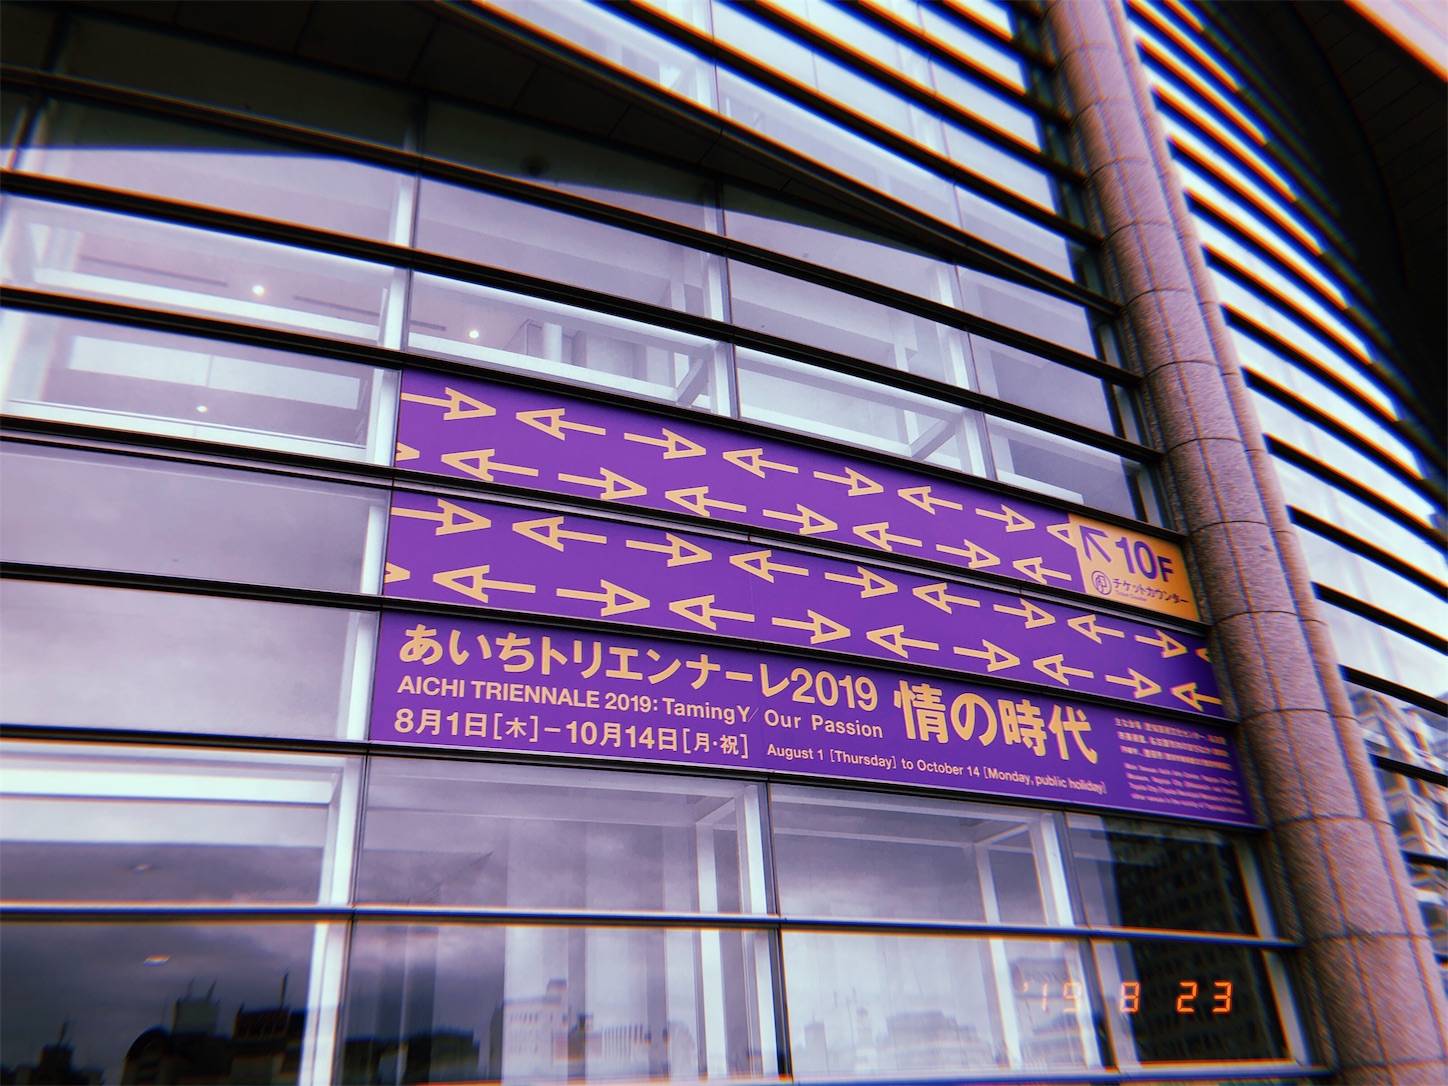 10F
チケットカウンター
Ticket Counter
あいちトリエンナーレ2019
AICHI TRIENNALE 2019: Taming Y/Our Passion
情の時代
8月1日[木]−10月14日[月・祝]
August 1 [Thursday] to October 14 [Monday, public holiday]
'19 8 23